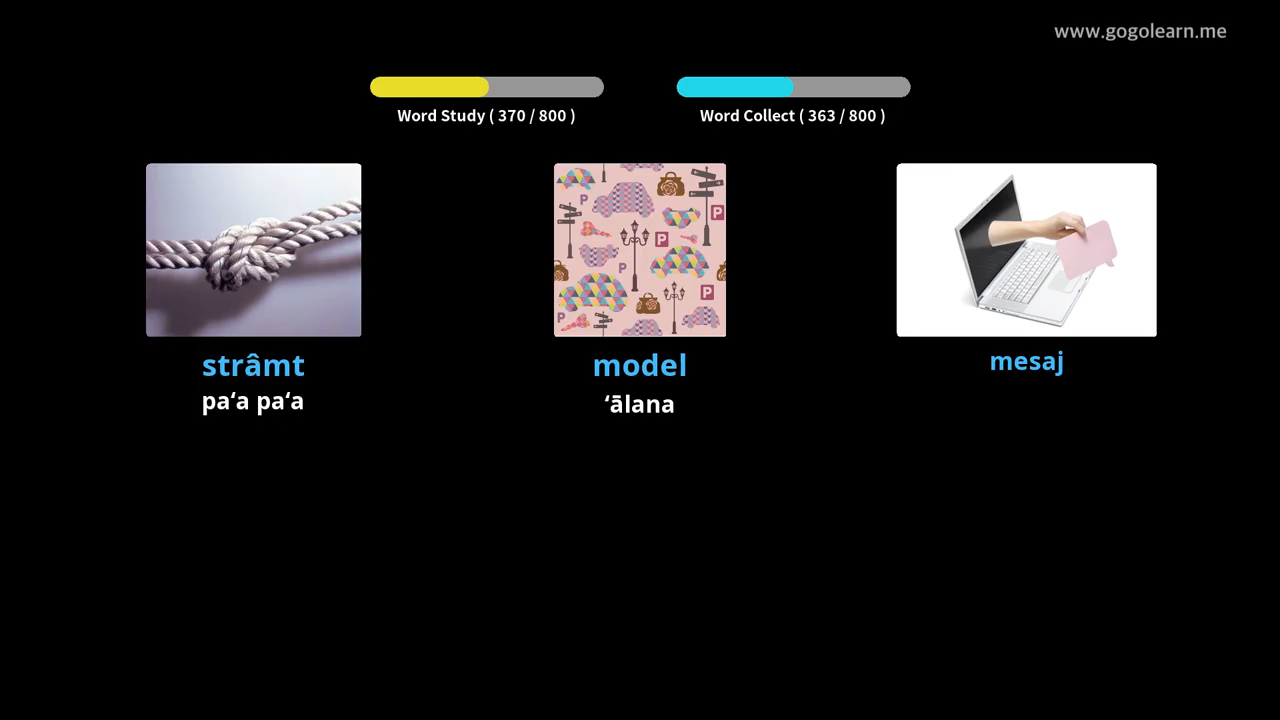 www.gogolearn.me
Word Study ( 370 / 800 )
Word Collect ( 363 / 800 )
P
P
P
P
P
P
strâmt
model
mesaj
paʻa paʻa
ʻālana